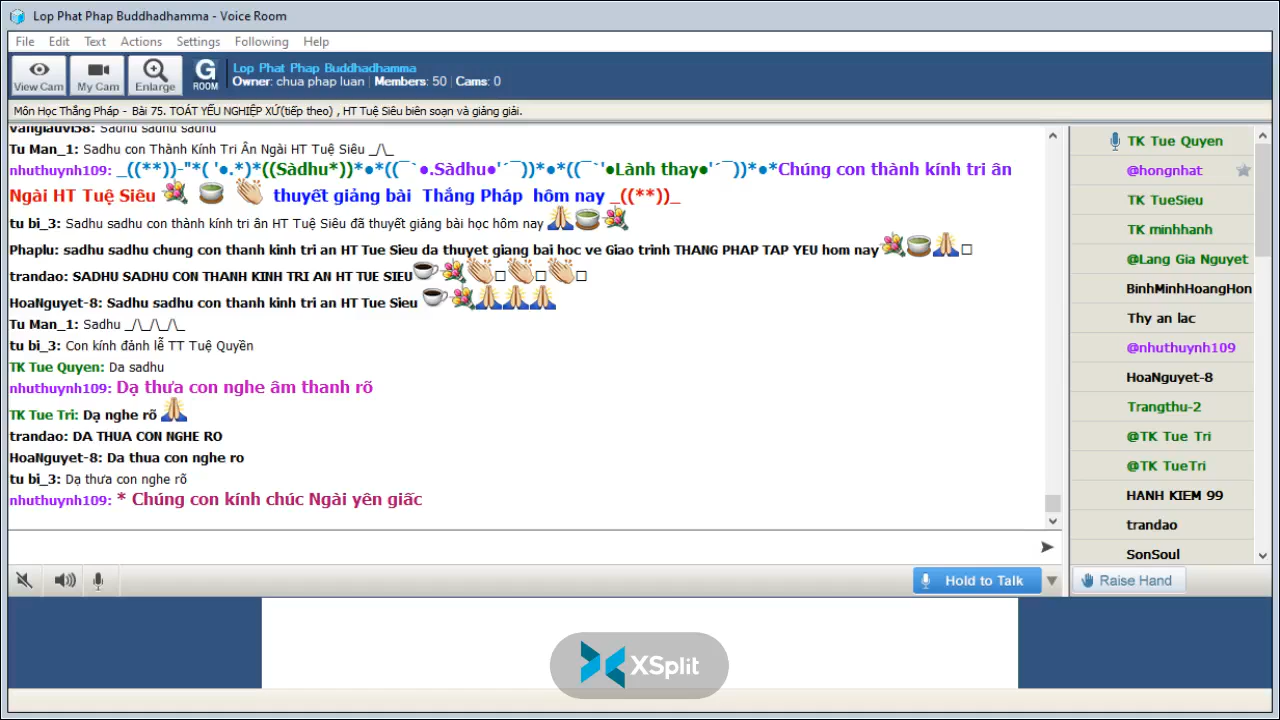 Lop Phat Phap Buddhadhamma - Voice Room
File Edit Text Actions Settings Following Help
View Cam My Cam Enlarge G ROOM
Lop Phat Phap Buddhadhamma
Owner: chua phap luan | Members: 50 | Cams: 0
Môn Học Thắng Pháp - Bài 75. TOÁT YẾU NGHIỆP XỨ(tiếp theo) , HT Tuệ Siêu biên soạn và giảng giải.
vangiauvi58: Sadhu sadhu sadhu
Tu Man_1: Sadhu con Thành Kính Tri Ân Ngài HT Tuệ Siêu _/\_
nhuthuynh109: _((**))-"*( '●.*)*((Sàdhu*))*●*((¯`●.Sàdhu●'´¯))*●*((¯`'●Lành thay●'´¯))*●*Chúng con thành kính tri ân
Ngài HT Tuệ Siêu thuyết giảng bài Thắng Pháp hôm nay _((**))_
tu bi_3: Sadhu sadhu con thành kính tri ân HT Tuệ Siêu đã thuyết giảng bài học hôm nay
Phaplu: sadhu sadhu chung con thanh kinh tri an HT Tue Sieu da thuyet giang bai hoc ve Giao trinh THANG PHAP TAP YEU hom nay
trandao: SADHU SADHU CON THANH KINH TRI AN HT TUE SIEU
HoaNguyet-8: Sadhu sadhu con thanh kinh tri an HT Tue Sieu
Tu Man_1: Sadhu _/\_/\_/\_
tu bi_3: Con kính đảnh lễ TT Tuệ Quyền
TK Tue Quyen: Da sadhu
nhuthuynh109: Dạ thưa con nghe âm thanh rõ
TK Tue Tri: Dạ nghe rõ
trandao: DA THUA CON NGHE RO
HoaNguyet-8: Da thua con nghe ro
tu bi_3: Dạ thưa con nghe rõ
nhuthuynh109: * Chúng con kính chúc Ngài yên giấc
Hold to Talk
TK Tue Quyen
@hongnhat
TK TueSieu
TK minhhanh
@Lang Gia Nguyet
BinhMinhHoangHon
Thy an lac
@nhuthuynh109
HoaNguyet-8
Trangthu-2
@TK Tue Tri
@TK TueTri
HANH KIEM 99
trandao
SonSoul
Raise Hand
XSplit